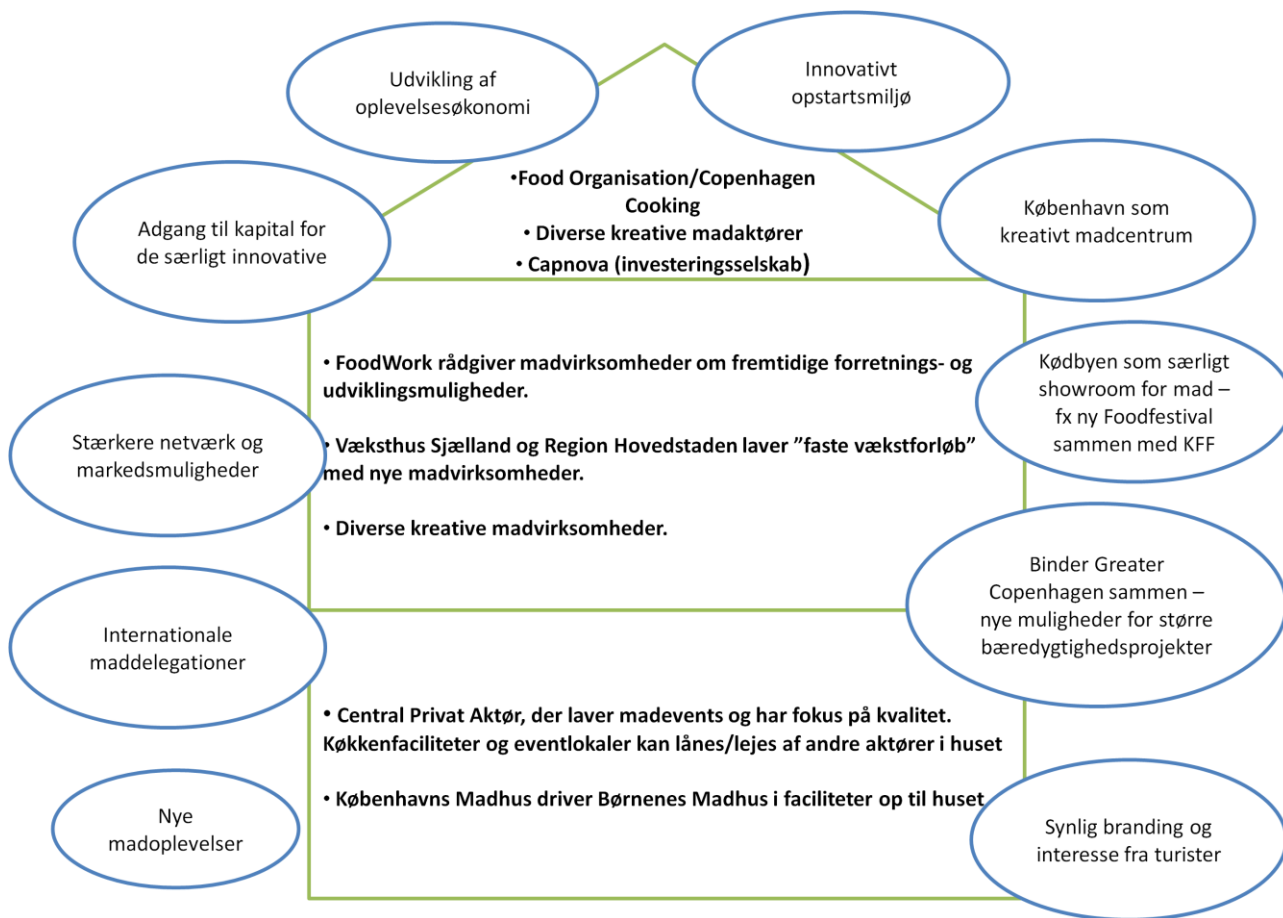 Udvikling af
oplevelsesøkonomi
Innovativt
opstartsmiljø
Adgang til kapital for
de særligt innovative
•Food Organisation/Copenhagen
Cooking
• Diverse kreative madaktører
• Capnova (investeringsselskab)
København som
kreativt madcentrum
• FoodWork rådgiver madvirksomheder om fremtidige forretnings- og
udviklingsmuligheder.
• Væksthus Sjælland og Region Hovedstaden laver ”faste vækstforløb”
med nye madvirksomheder.
• Diverse kreative madvirksomheder.
Kødbyen som særligt
showroom for mad –
fx ny Foodfestival
sammen med KFF
Stærkere netværk og
markedsmuligheder
Binder Greater
Copenhagen sammen –
nye muligheder for større
bæredygtighedsprojekter
Internationale
maddelegationer
• Central Privat Aktør, der laver madevents og har fokus på kvalitet.
Køkkenfaciliteter og eventlokaler kan lånes/lejes af andre aktører i huset
• Københavns Madhus driver Børnenes Madhus i faciliteter op til huset
Nye
madoplevelser
Synlig branding og
interesse fra turister